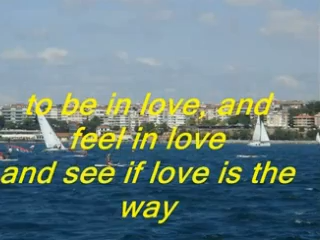 to be in love, and
feel in love
and see if love is the
way